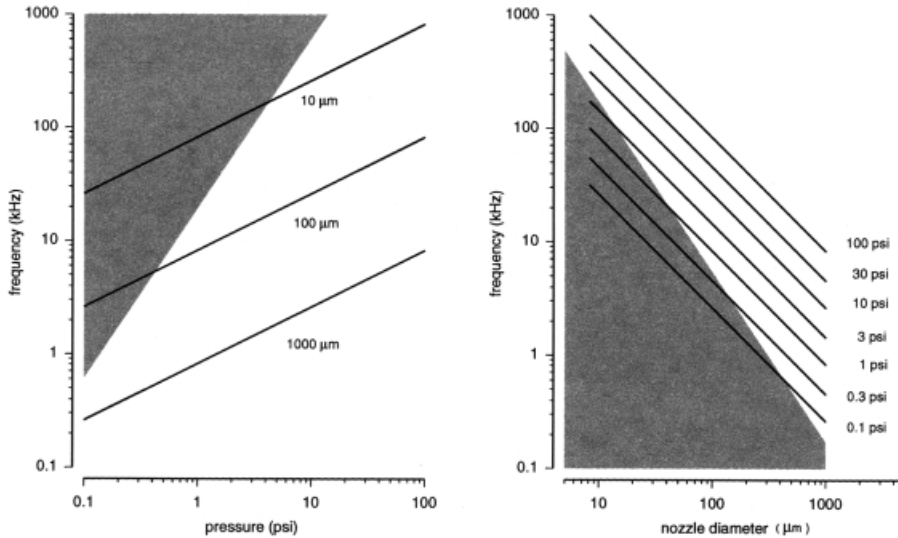 1000
100
10
1
0.1
frequency (kHz)
10 μm
100 μm
1000 μm
0.1
1
10
100
pressure (psi)
1000
100
10
1
0.1
frequency (kHz)
100 psi
30 psi
10 psi
3 psi
1 psi
0.3 psi
0.1 psi
10
100
1000
nozzle diameter (μm)